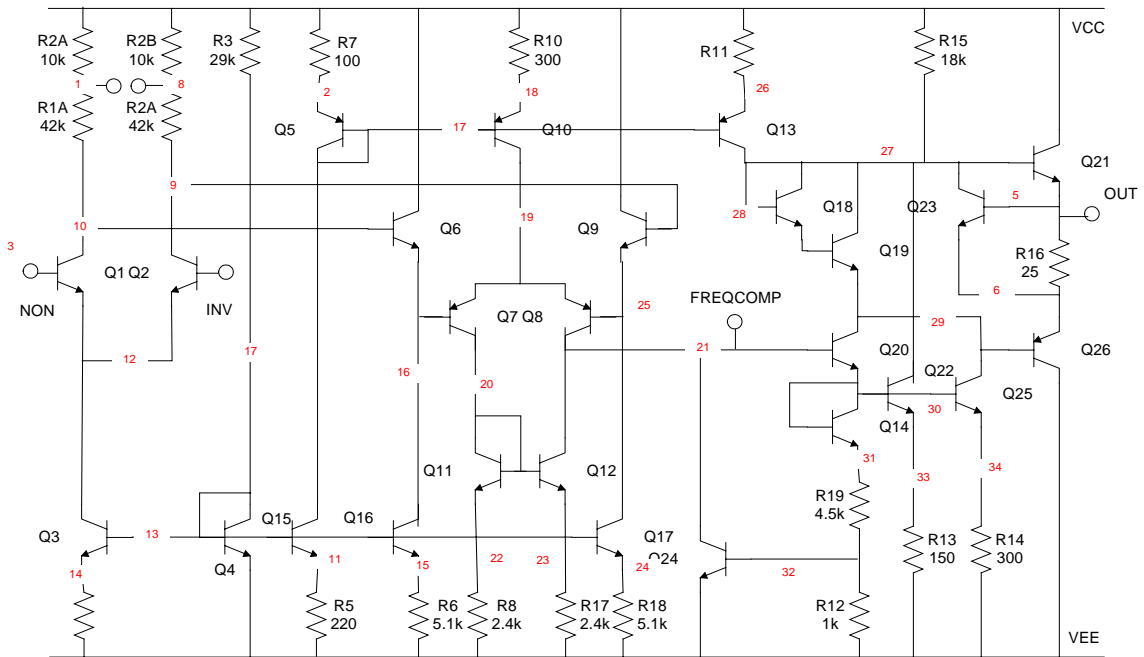 VCC
R2A
10k
R2B
10k
R3
29k
R7
100
R10
300
R11
R15
18k
1
8
2
18
26
R1A
42k
R2A
42k
Q5
17
Q10
Q13
27
Q21
9
28
Q18
Q23
5
OUT
10
Q6
19
Q9
Q19
3
Q1 Q2
R16
25
NON
INV
6
FREQCOMP
25
Q7 Q8
29
12
17
16
20
21
Q20
Q22
Q26
Q25
30
Q14
Q11
Q12
31
33
34
R19
4.5k
Q3
13
Q15
Q16
Q17
Q24
R13
150
R14
300
14
Q4
11
15
22
23
24
32
R5
220
R6
5.1k
R8
2.4k
R17
2.4k
R18
5.1k
R12
1k
VEE